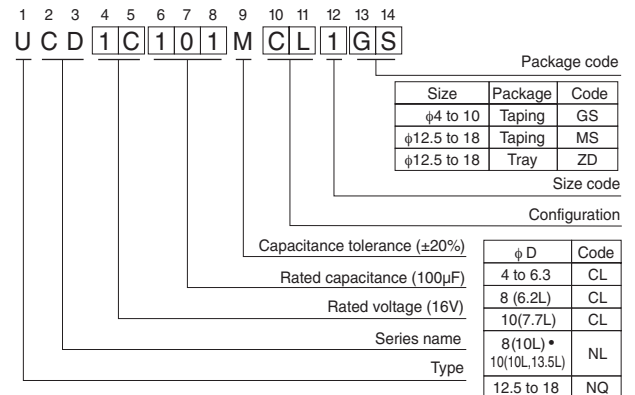 1 2 3 4 5 6 7 8 9 10 11 12 13 14
U C D 1 C 1 0 1 M C L 1 G S
Package code
Size Package Code
ϕ4 to 10 Taping GS
ϕ12.5 to 18 Taping MS
ϕ12.5 to 18 Tray ZD
Size code
Configuration
Capacitance tolerance (±20%)
Rated capacitance (100µF)
Rated voltage (16V)
Series name
Type
ϕ D Code
4 to 6.3 CL
8 (6.2L) CL
10(7.7L) CL
8(10L) •
10(10L,13.5L) NL
12.5 to 18 NQ